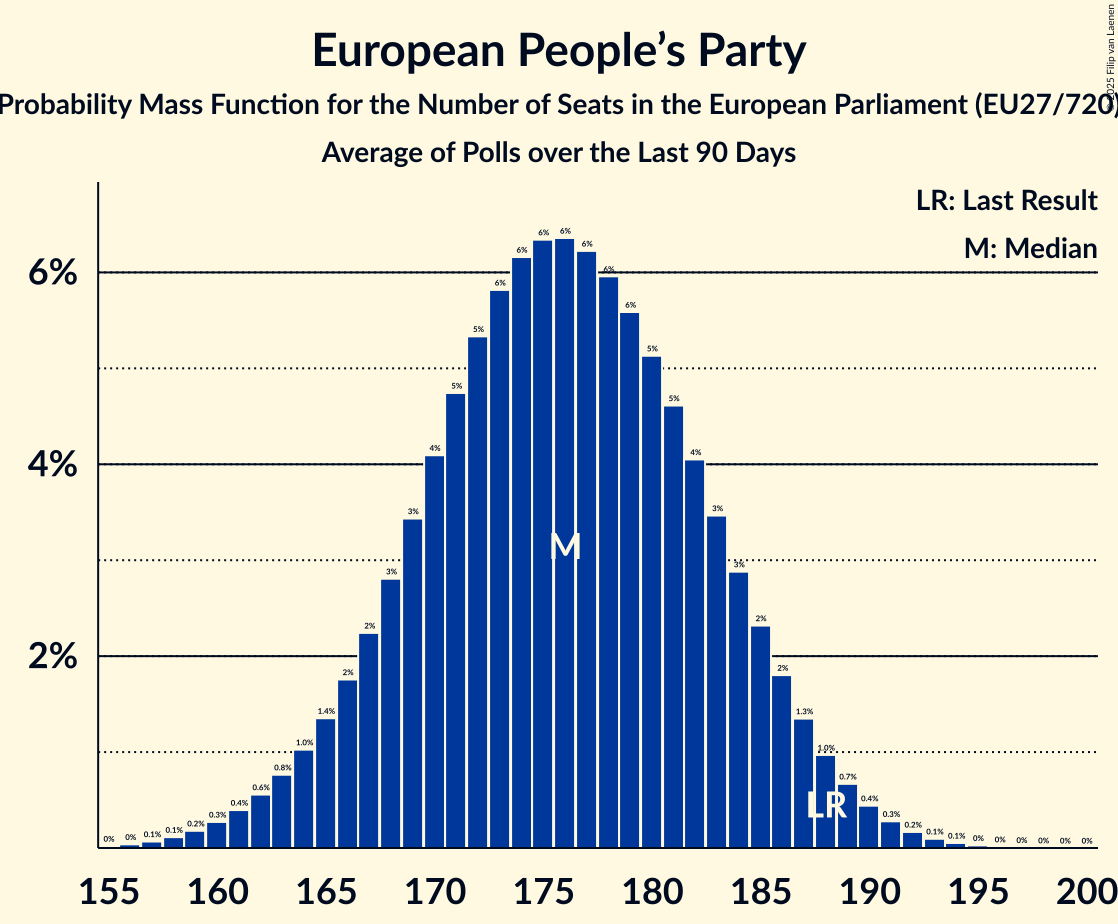 © 2025 Filip van Laenen
European People’s Party
Probability Mass Function for the Number of Seats in the European Parliament (EU27/720)
Average of Polls over the Last 90 Days
LR: Last Result
M: Median
6%
4%
2%
0% 0% 0.1% 0.1% 0.2% 0.3% 0.4% 0.6% 0.8% 1.0% 1.4% 2% 2% 3% 3% 4% 5% 5% 6% 6% 6% 6% 6% 6% 6% 5% 5% 4% 3% 3% 2% 2% 1.3% 1.0% 0.7% 0.4% 0.3% 0.2% 0.1% 0.1% 0% 0% 0% 0% 0% 0%
M
LR
155 160 165 170 175 180 185 190 195 200